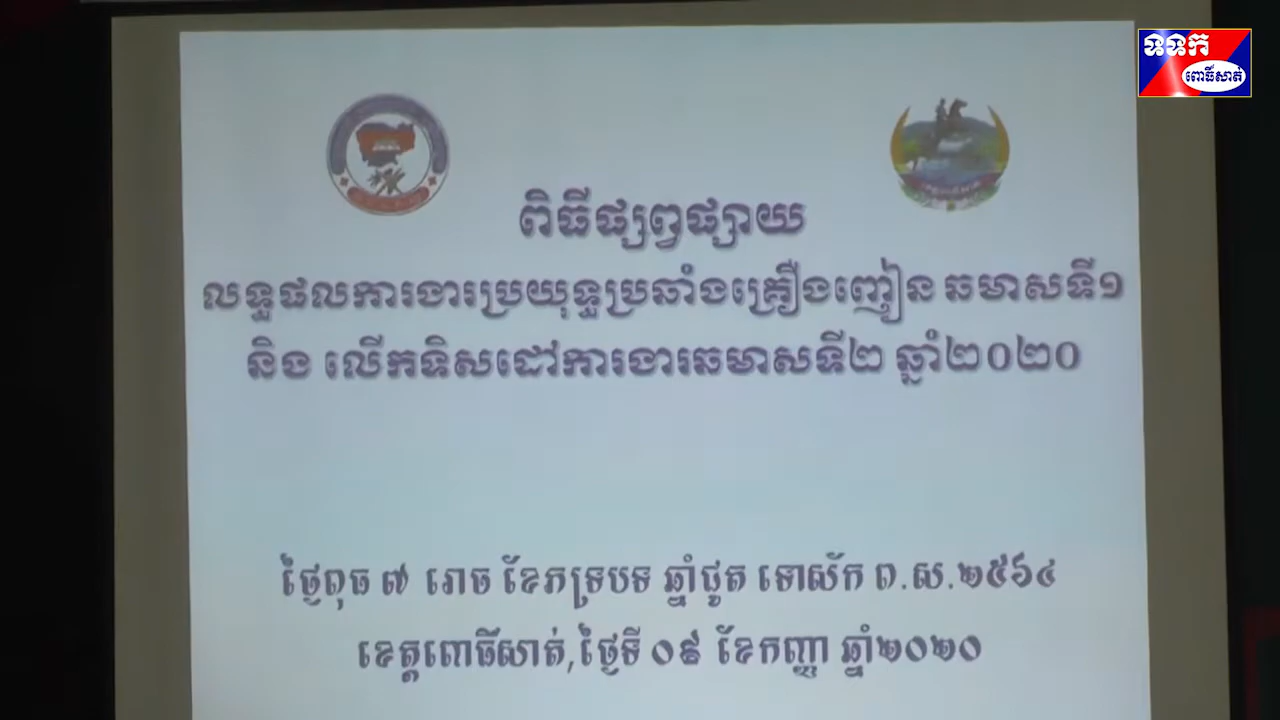 ទទក
ពោធិ៍សាត់
ពិធីផ្សព្វផ្សាយ
លទ្ធផលការងារប្រយុទ្ធប្រឆាំងគ្រឿងញៀន ឆមាសទី១
និង លើកទិសដៅការងារឆមាសទី២ ឆ្នាំ២០២០
ថ្ងៃពុធ ៧ រោច ខែភទ្របទ ឆ្នាំជូត ទោស័ក ព.ស.២៥៦៤
ខេត្តពោធិ៍សាត់,ថ្ងៃទី ០៩ ខែកញ្ញា ឆ្នាំ២០២០